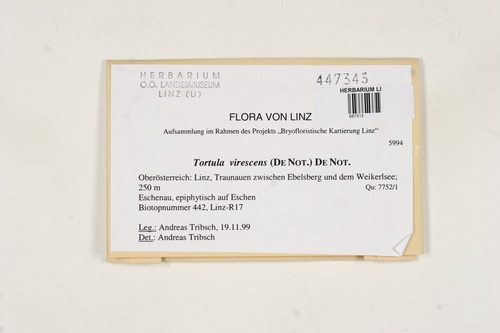 HERBARIUM
O.Ö. LANDESMUSEUM
LINZ (LI)
447343
HERBARIUM LI
687515
FLORA VON LINZ
Aufsammlung im Rahmen des Projekts „Bryofloristische Kartierung Linz“
5994
Tortula virescens (DE NOT.) DE NOT.
Oberösterreich: Linz, Traunauen zwischen Ebelsberg und dem Weikerlsee;
250 m
Qu: 7752/1
Eschenau, epiphytisch auf Eschen
Biotopnummer 442, Linz-R17
Leg.: Andreas Tribsch, 19.11.99
Det.: Andreas Tribsch